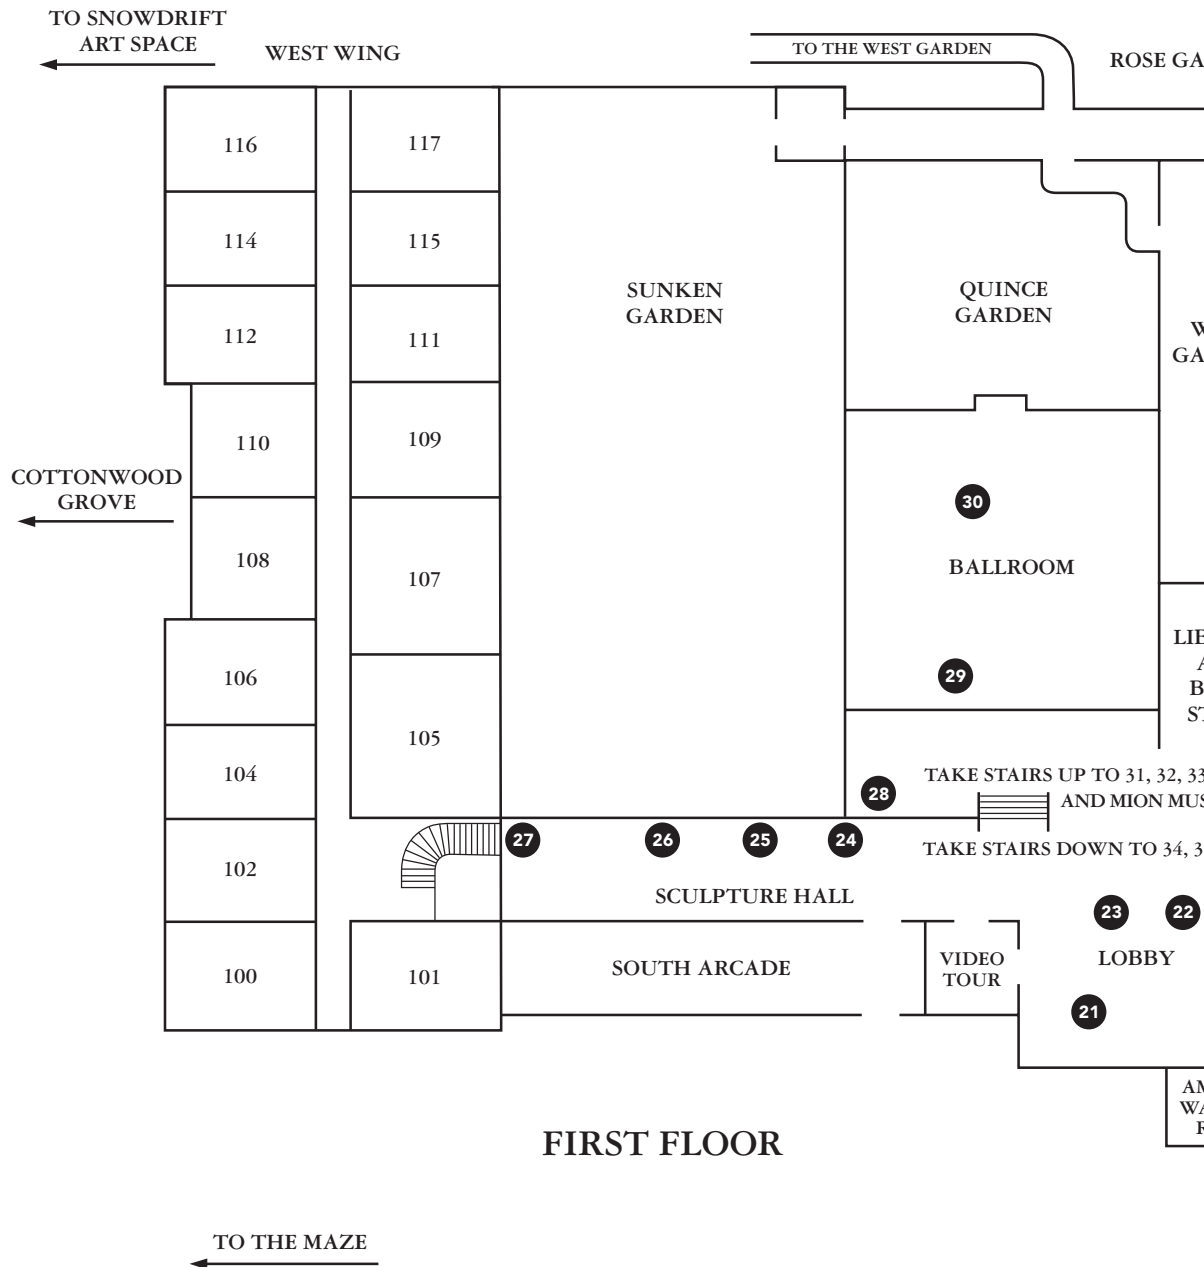 TO SNOWDRIFT
ART SPACE
WEST WING
TO THE WEST GARDEN
ROSE
116
117
114
115
112
111
SUNKEN
GARDEN
QUINCE
GARDEN
110
109
COTTONWOOD
GROVE
30
108
107
BALLROOM
106
29
105
104
TAKE STAIRS UP TO 31, 32, 33
28
AND MION
27
26
25
24
TAKE STAIRS DOWN TO 34,
102
SCULPTURE HALL
23
22
100
101
SOUTH ARCADE
VIDEO
TOUR
LOBBY
21
FIRST FLOOR
TO THE MAZE